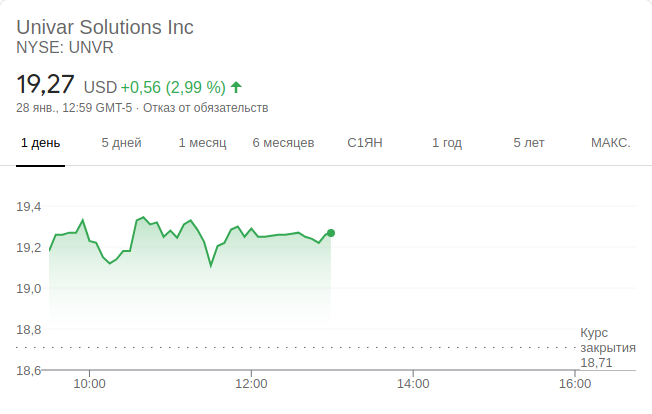 Univar Solutions Inc
NYSE: UNVR
19,27 USD +0,56 (2,99 %)
28 янв., 12:59 GMT-5 · Отказ от обязательств
1 день 5 дней 1 месяц 6 месяцев С1ЯН 1 год 5 лет МАКС.
19,4
19,2
19,0
18,8
Курс
закрытия
18,71
18,6
10:00 12:00 14:00 16:00